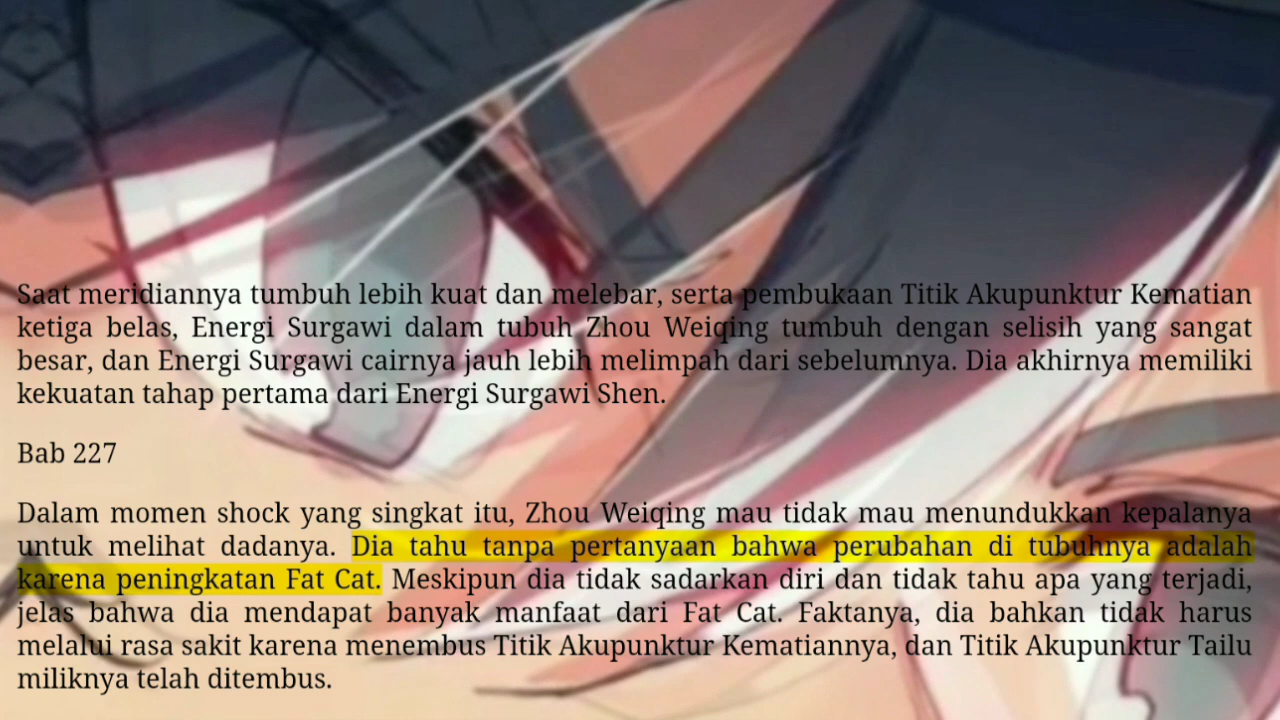 Saat meridiannya tumbuh lebih kuat dan melebar, serta pembukaan Titik Akupunktur Kematian
ketiga belas, Energi Surgawi dalam tubuh Zhou Weiqing tumbuh dengan selisih yang sangat
besar, dan Energi Surgawi cairnya jauh lebih melimpah dari sebelumnya. Dia akhirnya memiliki
kekuatan tahap pertama dari Energi Surgawi Shen.
Bab 227
Dalam momen shock yang singkat itu, Zhou Weiqing mau tidak mau menundukkan kepalanya
untuk melihat dadanya. Dia tahu tanpa pertanyaan bahwa perubahan di tubuhnya adalah
karena peningkatan Fat Cat. Meskipun dia tidak sadarkan diri dan tidak tahu apa yang terjadi,
jelas bahwa dia mendapat banyak manfaat dari Fat Cat. Faktanya, dia bahkan tidak harus
melalui rasa sakit karena menembus Titik Akupunktur Kematiannya, dan Titik Akupunktur Tailu
miliknya telah ditembus.